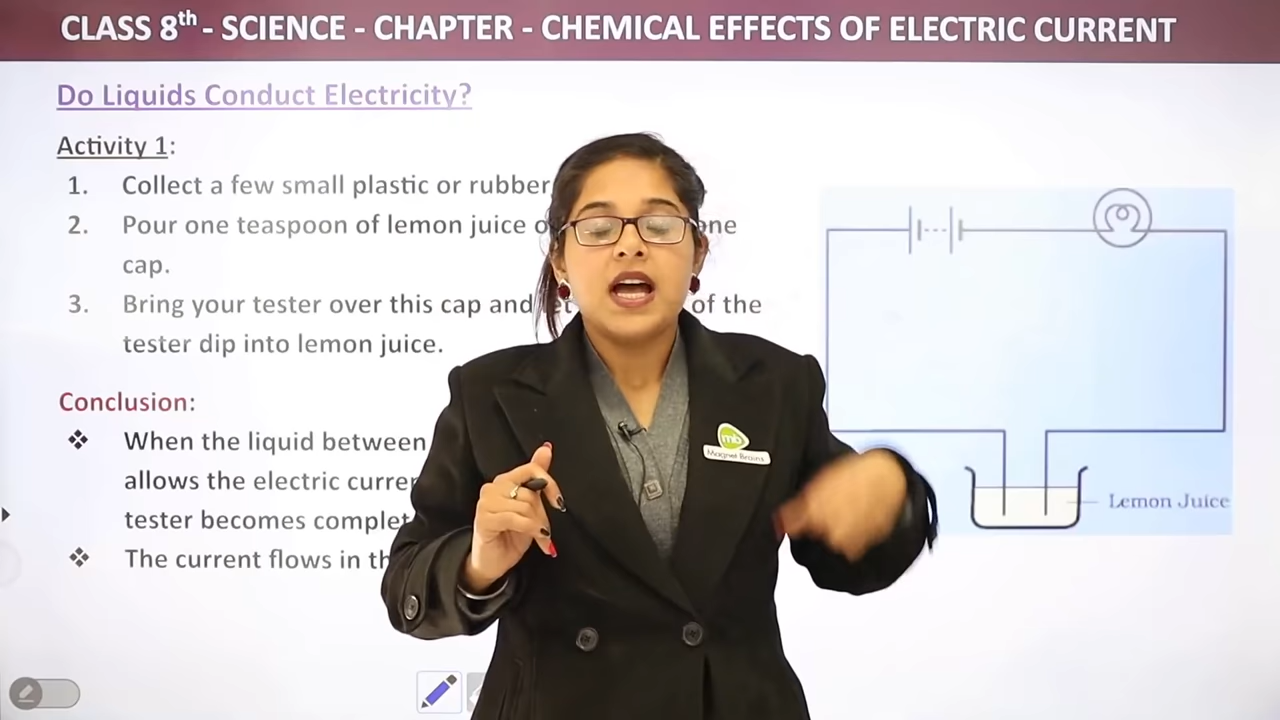 CLASS 8th - SCIENCE - CHAPTER - CHEMICAL EFFECTS OF ELECTRIC CURRENT
Do Liquids Conduct Electricity?
Activity 1:
1. Collect a few small plastic or rubber
2. Pour one teaspoon of lemon juice one
cap.
3. Bring your tester over this cap and of the
tester dip into lemon juice.
Conclusion:
❖ When the liquid between
allows the electric
tester becomes
❖ The current flows in
Lemon Juice
mb
Magnet Brains